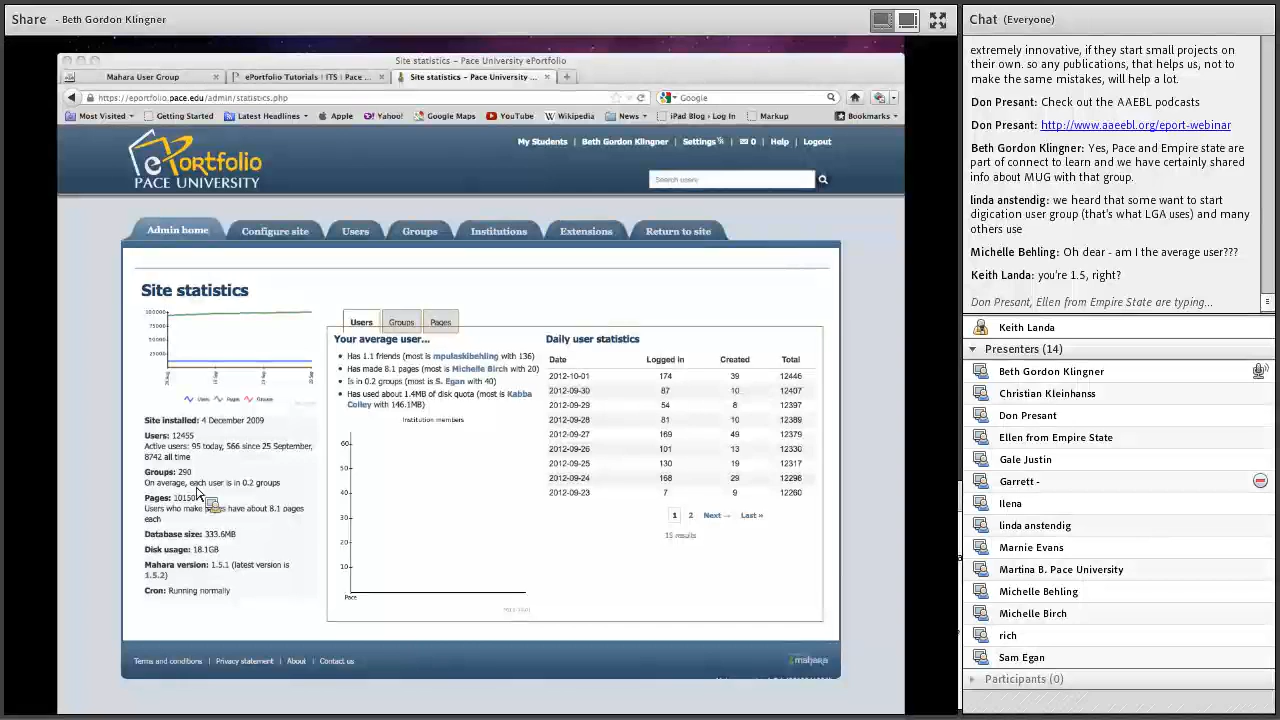 Share - Beth Gordon Klingner
Site statistics – Pace University ePortfolio
Mahara User Group
ePortfolio Tutorials | ITS | Pace ...
Site statistics – Pace University ...
https://eportfolio.pace.edu/admin/statistics.php
Google
Most Visited
Getting Started
Latest Headlines
Apple
Yahoo!
Google Maps
YouTube
Wikipedia
News
iPad Blog › Log In
Markup
Bookmarks
ePortfolio
PACE UNIVERSITY
My Students | Beth Gordon Klingner | Settings | 0 | Help | Logout
Search users
Admin home
Configure site
Users
Groups
Institutions
Extensions
Return to site
Site statistics
100000
75000
50000
25000
Users Pages Groups
Site installed: 4 December 2009
Users: 12455
Active users: 95 today, 566 since 25 September,
8742 all time
Groups: 290
On average, each user is in 0.2 groups
Pages: 10150
Users who make have about 8.1 pages
each
Database size: 333.6MB
Disk usage: 18.1GB
Mahara version: 1.5.1 (latest version is
1.5.2)
Cron: Running normally
Users
Groups
Pages
Your average user...
Has 1.1 friends (most is mpulaskibehling with 136)
Has made 8.1 pages (most is Michelle Birch with 20)
Is in 0.2 groups (most is S. Egan with 40)
Has used about 1.4MB of disk quota (most is Kabba
Colley with 146.1MB)
Institution members
60
50
40
30
20
10
Pace
Daily user statistics
Date Logged in Created Total
2012-10-01 174 39 12446
2012-09-30 87 10 12407
2012-09-29 54 8 12397
2012-09-28 81 10 12389
2012-09-27 169 49 12379
2012-09-26 101 13 12330
2012-09-25 130 19 12317
2012-09-24 168 29 12298
2012-09-23 7 9 12260
1 2 Next → Last »
15 results
Terms and conditions | Privacy statement | About | Contact us
mahara
Chat (Everyone)
extremely innovative, if they start small projects on
their own. so any publications, that helps us, not to
make the same mistakes, will help a lot.
Don Presant: Check out the AAEBL podcasts
Don Presant: http://www.aaeebl.org/eport-webinar
Beth Gordon Klingner: Yes, Pace and Empire state are
part of connect to learn and we have certainly shared
info about MUG with that group.
linda anstendig: we heard that some want to start
digication user group (that's what LGA uses) and many
others use
Michelle Behling: Oh dear - am I the average user???
Keith Landa: you're 1.5, right?
Don Presant, Ellen from Empire State are typing...
Keith Landa
Presenters (14)
Beth Gordon Klingner
Christian Kleinhanss
Don Presant
Ellen from Empire State
Gale Justin
Garrett -
Ilena
linda anstendig
Marnie Evans
Martina B. Pace University
Michelle Behling
Michelle Birch
rich
Sam Egan
Participants (0)